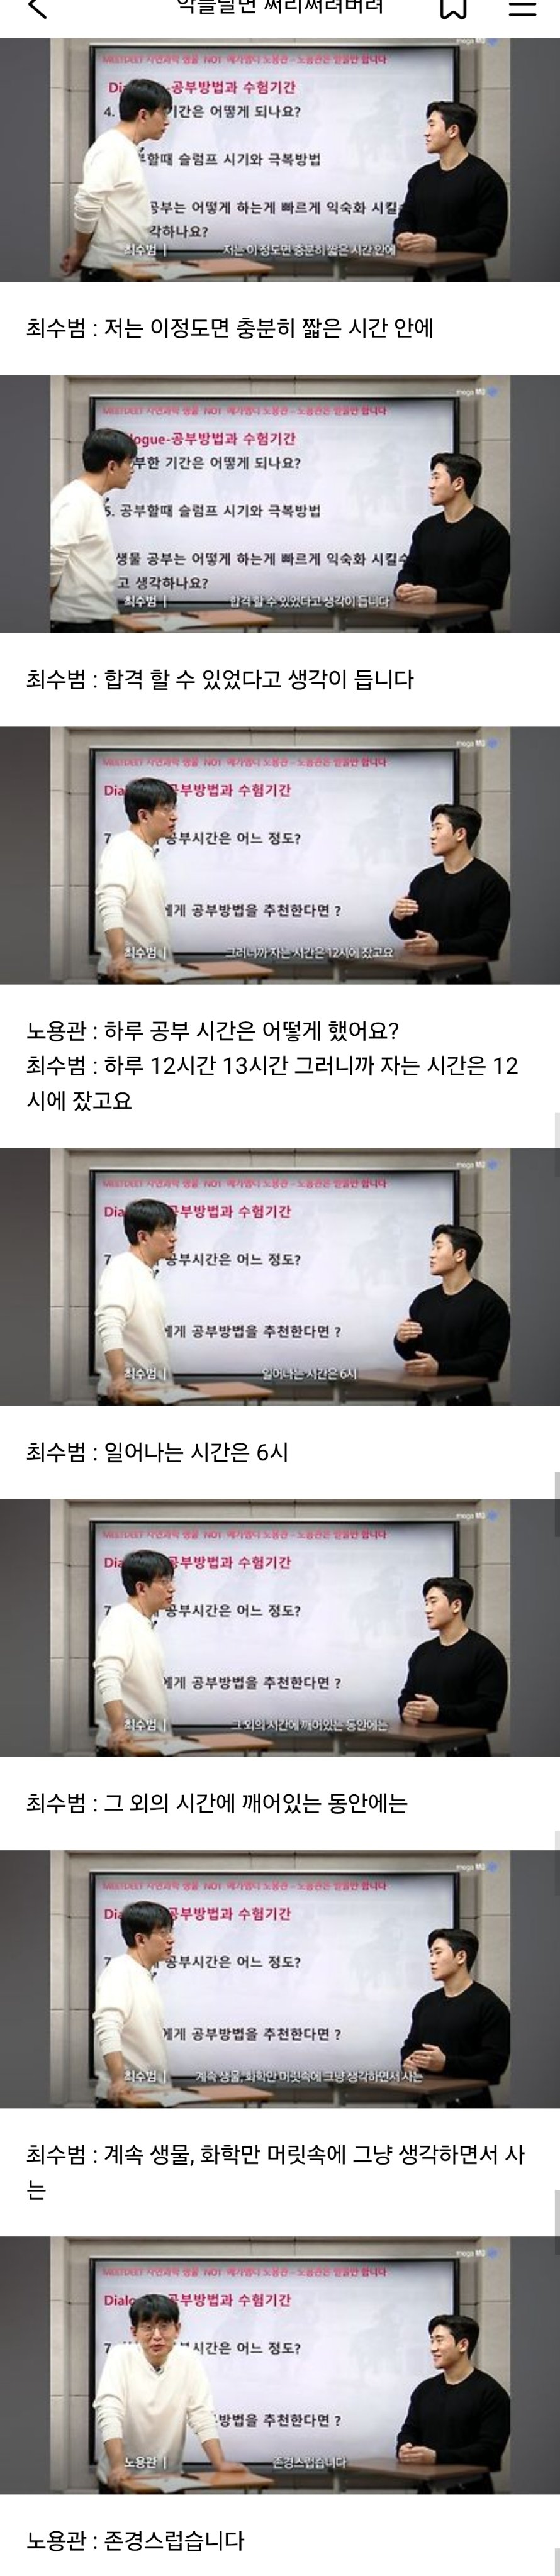 악플달면 쩌리쩌려버려
Dia
-공부방법과 수험기간
4.
기간은 어떻게 되나요?
부할때 슬럼프 시기와 극복방법
공부는 어떻게 하는게 빠르게 익숙화 시킬
각하나요?
최수범 | 저는 이정도면 충분히 짧은 시간 안에
최수범 : 저는 이정도면 충분히 짧은 시간 안에
mega MD
logue-공부방법과 수험기간
부한 기간은 어떻게 되나요?
5. 공부할때 슬럼프 시기와 극복방법
생물 공부는 어떻게 하는게 빠르게 익숙화 시킬수
고 생각하나요?
최수범 | 합격 할 수 있었다고 생각이 듭니다
최수범 : 합격 할 수 있었다고 생각이 듭니다
mega MD
Dia
공부방법과 수험기간
7
공부시간은 어느 정도?
에게 공부방법을 추천한다면 ?
최수범 | 그러니까 자는 시간은 12시에 잤고요
노용관 : 하루 공부 시간은 어떻게 했어요?
최수범 : 하루 12시간 13시간 그러니까 자는 시간은 12
시에 잤고요
mega MD
Dia
공부방법과 수험기간
7
공부시간은 어느 정도?
에게 공부방법을 추천한다면 ?
최수범 | 일어나는 시간은 6시
최수범 : 일어나는 시간은 6시
mega MD
Dia
공부방법과 수험기간
7
공부시간은 어느 정도?
에게 공부방법을 추천한다면 ?
최수범 | 그 외의 시간에 깨어있는 동안에는
최수범 : 그 외의 시간에 깨어있는 동안에는
mega MD
Dia
공부방법과 수험기간
7
공부시간은 어느 정도?
에게 공부방법을 추천한다면 ?
최수범 | 계속 생물, 화학만 머릿속에 그냥 생각하면서 사는
최수범 : 계속 생물, 화학만 머릿속에 그냥 생각하면서 사
는
mega MD
Dialo
공부방법과 수험기간
7
부시간은 어느 정도?
방법을 추천한다면 ?
노용관 | 존경스럽습니다
노용관 : 존경스럽습니다